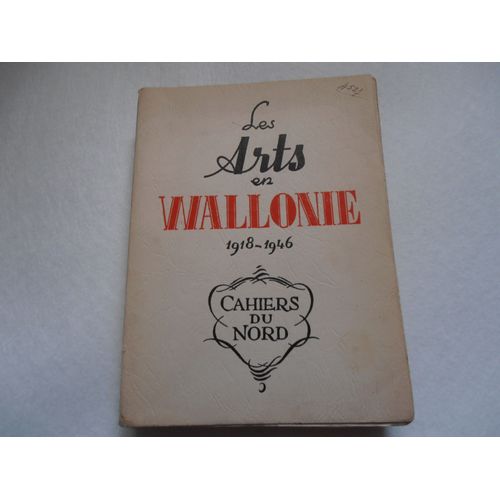 Les
Arts
en
WALLONIE
1918-1946
CAHIERS
DU
NORD